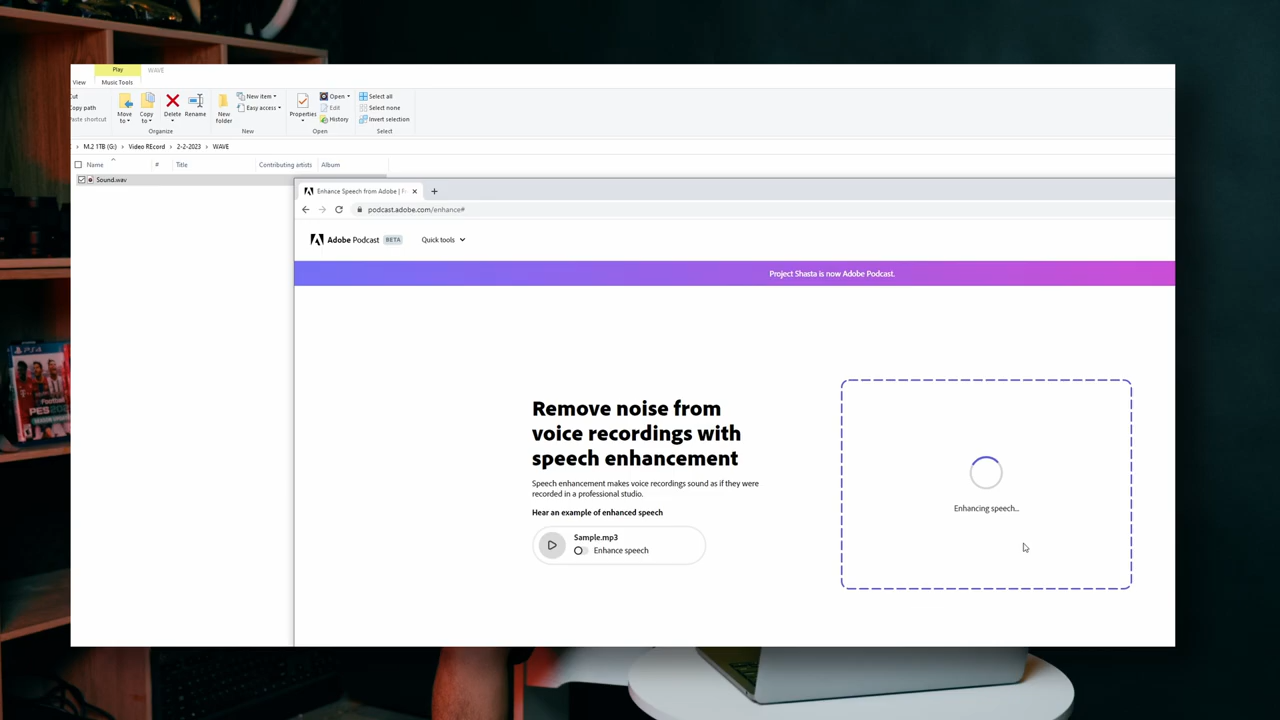 Play
WAVE
View
Music Tools
Cut
Copy path
Paste shortcut
Move to
Copy to
Delete
Rename
New folder
New item
Easy access
Properties
Open
Edit
History
Select all
Select none
Invert selection
Organize
New
Open
Select
M.2 1TB (G:) › Video REcord › 2-2-2023 › WAVE
Name
#
Title
Contributing artists
Album
Sound.wav
Enhance Speech from Adobe | F
podcast.adobe.com/enhance#
Adobe Podcast BETA
Quick tools
Project Shasta is now Adobe Podcast.
Remove noise from
voice recordings with
speech enhancement
Speech enhancement makes voice recordings sound as if they were
recorded in a professional studio.
Hear an example of enhanced speech
Sample.mp3
Enhance speech
Enhancing speech...
PS4
Football
PES